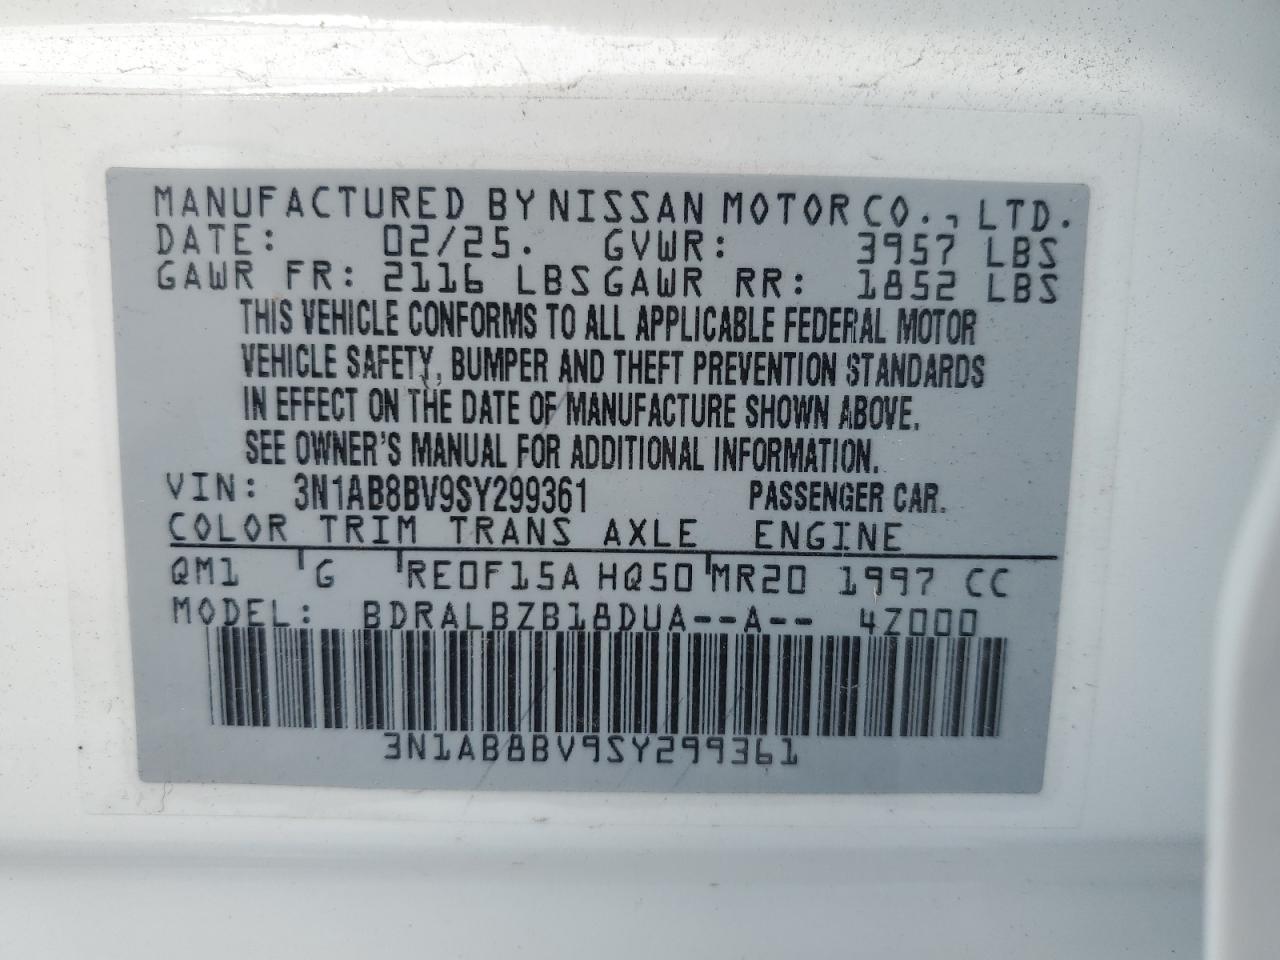 MANUFACTURED BY NISSAN MOTOR CO., LTD.
DATE: 02/25. GVWR: 3957 LBS
GAWR FR: 2116 LBS GAWR RR: 1852 LBS
THIS VEHICLE CONFORMS TO ALL APPLICABLE FEDERAL MOTOR
VEHICLE SAFETY, BUMPER AND THEFT PREVENTION STANDARDS
IN EFFECT ON THE DATE OF MANUFACTURE SHOWN ABOVE.
SEE OWNER'S MANUAL FOR ADDITIONAL INFORMATION.
VIN: 3N1AB8BV9SY299361 PASSENGER CAR.
COLOR TRIM TRANS AXLE ENGINE
QM1 G RE0F15A HQ50 MR20 1997 CC
MODEL: BDRALBZB18DUA--A-- 4Z000
3N1AB8BV9SY299361